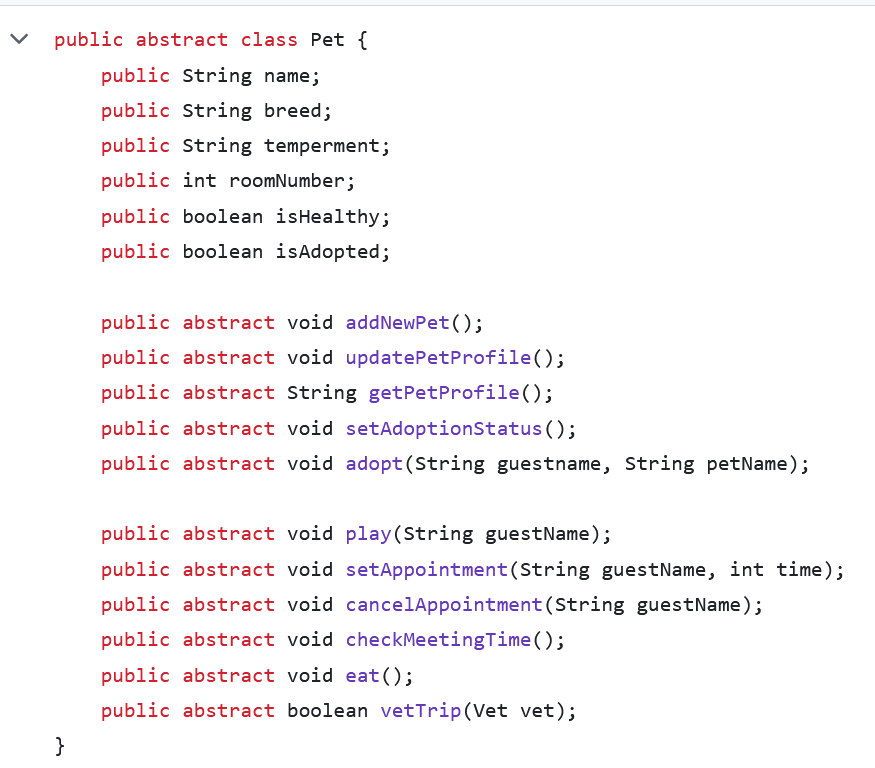 public abstract class Pet {
    public String name;
    public String breed;
    public String temperment;
    public int roomNumber;
    public boolean isHealthy;
    public boolean isAdopted;

    public abstract void addNewPet();
    public abstract void updatePetProfile();
    public abstract String getPetProfile();
    public abstract void setAdoptionStatus();
    public abstract void adopt(String guestname, String petName);

    public abstract void play(String guestName);
    public abstract void setAppointment(String guestName, int time);
    public abstract void cancelAppointment(String guestName);
    public abstract void checkMeetingTime();
    public abstract void eat();
    public abstract boolean vetTrip(Vet vet);
}